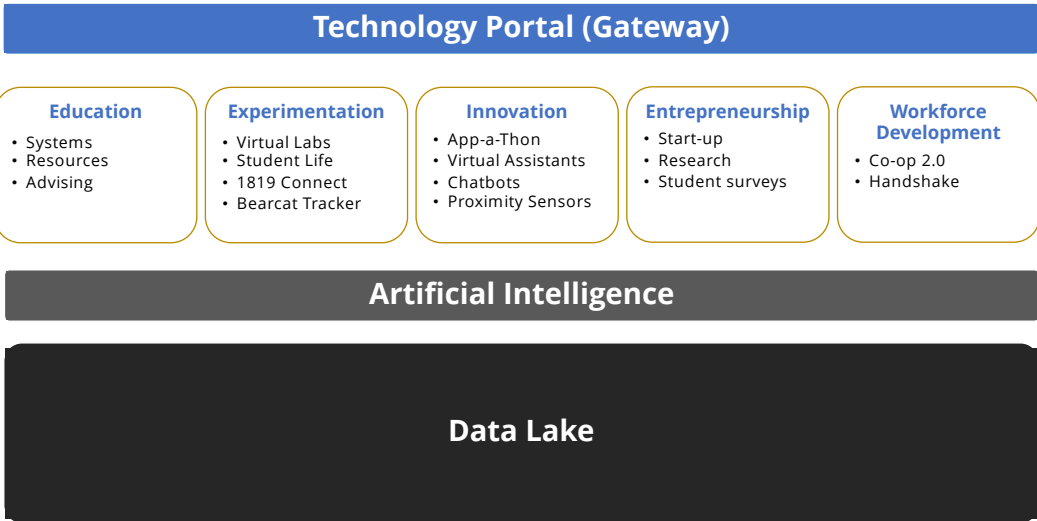 Technology Portal (Gateway)
Education
• Systems
• Resources
• Advising
Experimentation
• Virtual Labs
• Student Life
• 1819 Connect
• Bearcat Tracker
Innovation
• App-a-Thon
• Virtual Assistants
• Chatbots
• Proximity Sensors
Entrepreneurship
• Start-up
• Research
• Student surveys
Workforce
Development
• Co-op 2.0
• Handshake
Artificial Intelligence
Data Lake